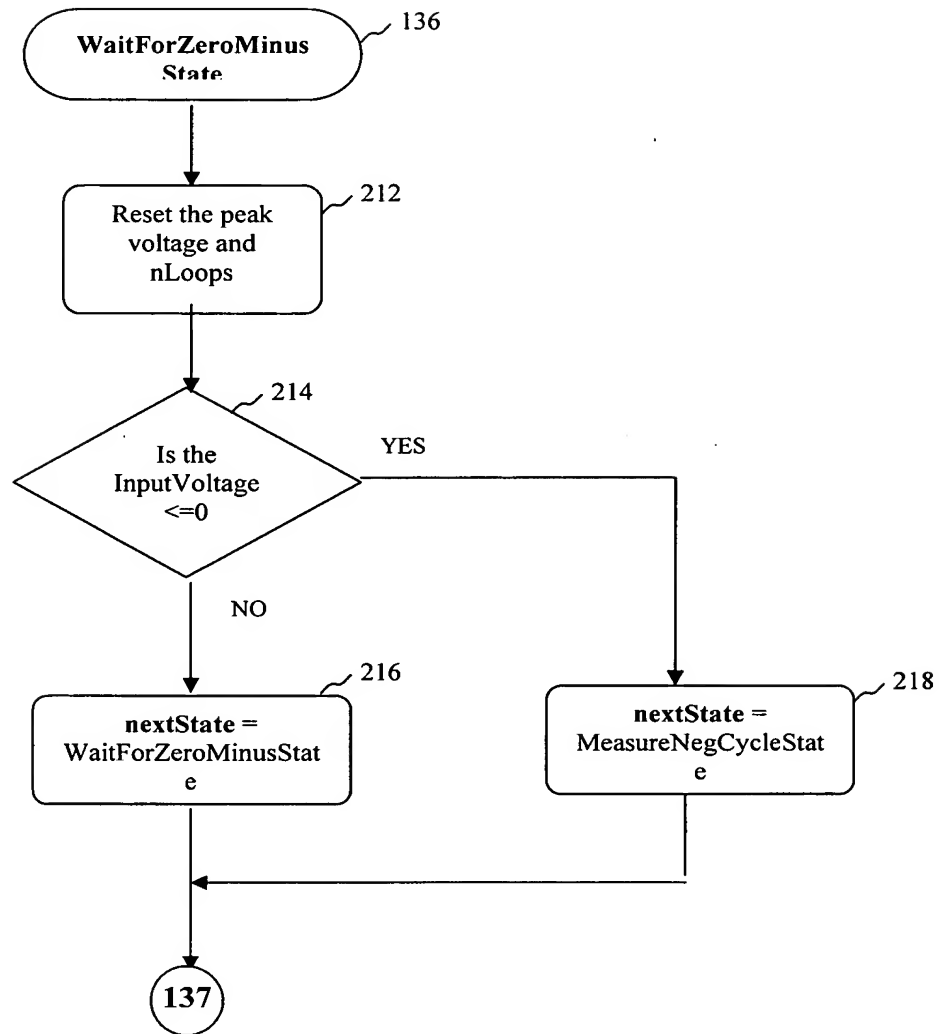 WaitForZeroMinus
State
136
212
Reset the peak
voltage and
nLoops
214
Is the
InputVoltage
<=0
YES
NO
216
nextState =
WaitForZeroMinusStat
e
218
nextState =
MeasureNegCycleStat
e
137